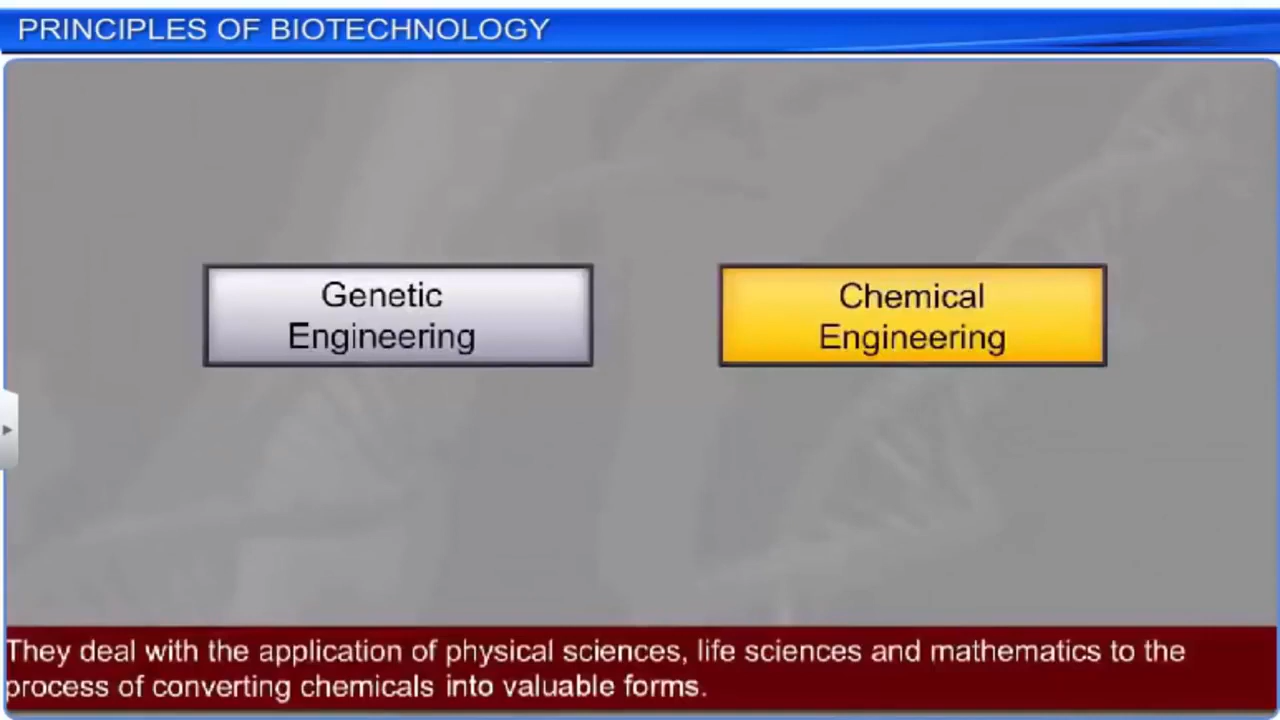 PRINCIPLES OF BIOTECHNOLOGY
Genetic
Engineering
Chemical
Engineering
They deal with the application of physical sciences, life sciences and mathematics to the
process of converting chemicals into valuable forms.